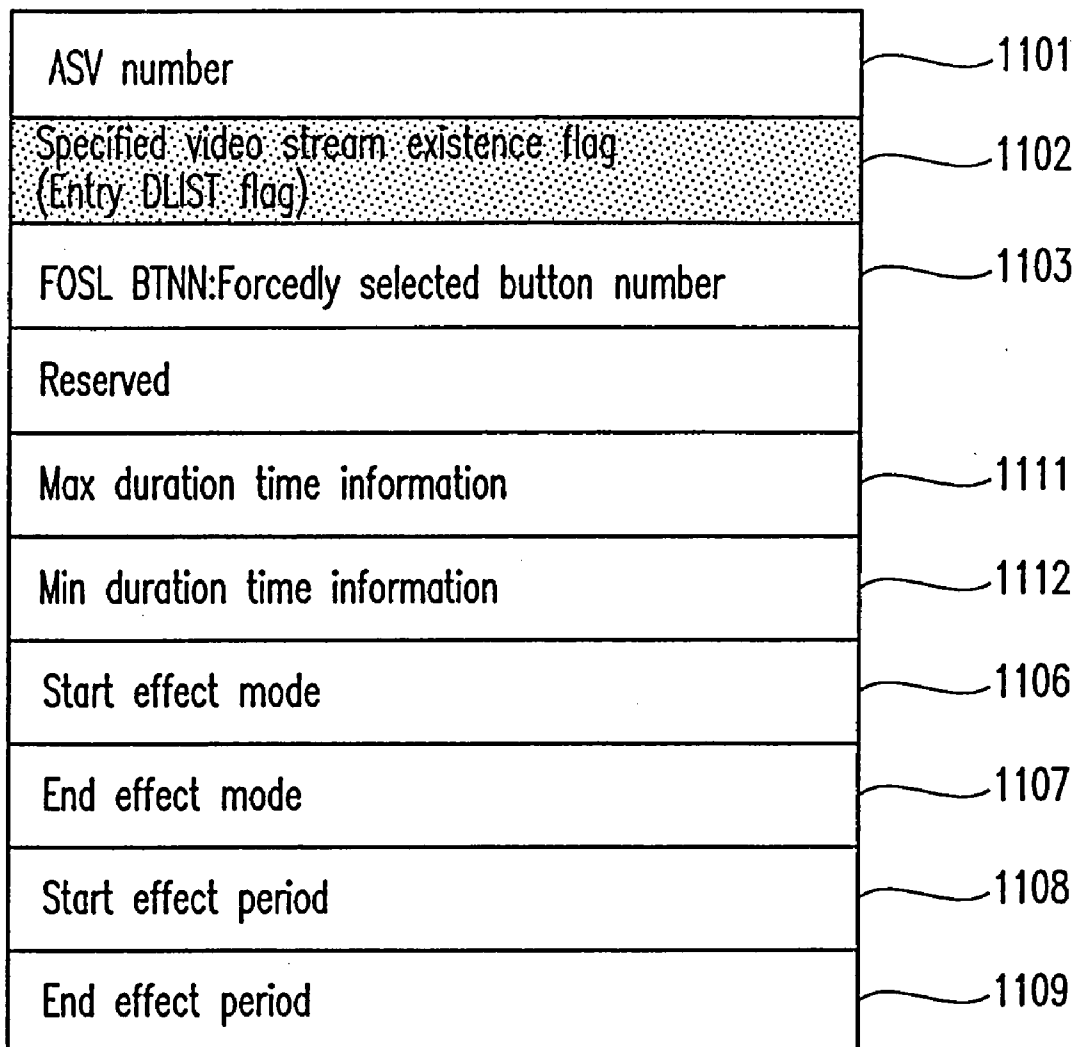 ASV number 1101
Specified video stream existence flag 1102
(Entry DLIST flag)
FOSL BTNN:Forcedly selected button number 1103
Reserved
Max duration time information 1111
Min duration time information 1112
Start effect mode 1106
End effect mode 1107
Start effect period 1108
End effect period 1109